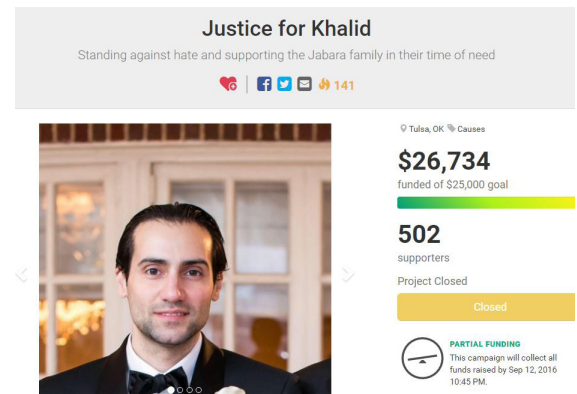 Justice for Khalid
Standing against hate and supporting the Jabara family in their time of need
141
Tulsa, OK Causes
$26,734
funded of $25,000 goal
502
supporters
Project Closed
Closed
PARTIAL FUNDING
This campaign will collect all
funds raised by Sep 12, 2016
10:45 PM.